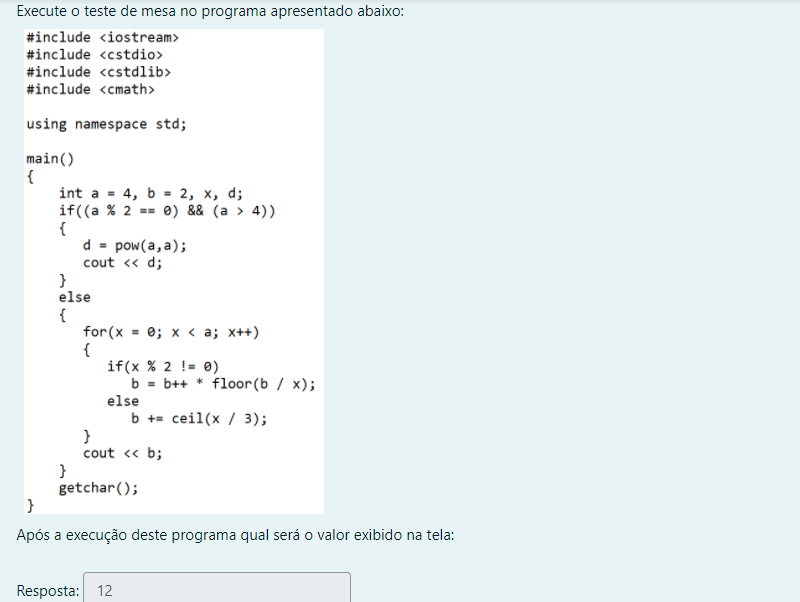 Execute o teste de mesa no programa apresentado abaixo:
#include <iostream>
#include <cstdio>
#include <cstdlib>
#include <cmath>
using namespace std;
main()
{
int a = 4, b = 2, x, d;
if((a % 2 == 0) && (a > 4))
{
d = pow(a,a);
cout << d;
}
else
{
for(x = 0; x < a; x++)
{
if(x % 2 != 0)
b = b++ * floor(b / x);
else
b += ceil(x / 3);
}
cout << b;
}
getchar();
}
Após a execução deste programa qual será o valor exibido na tela:
Resposta: 12